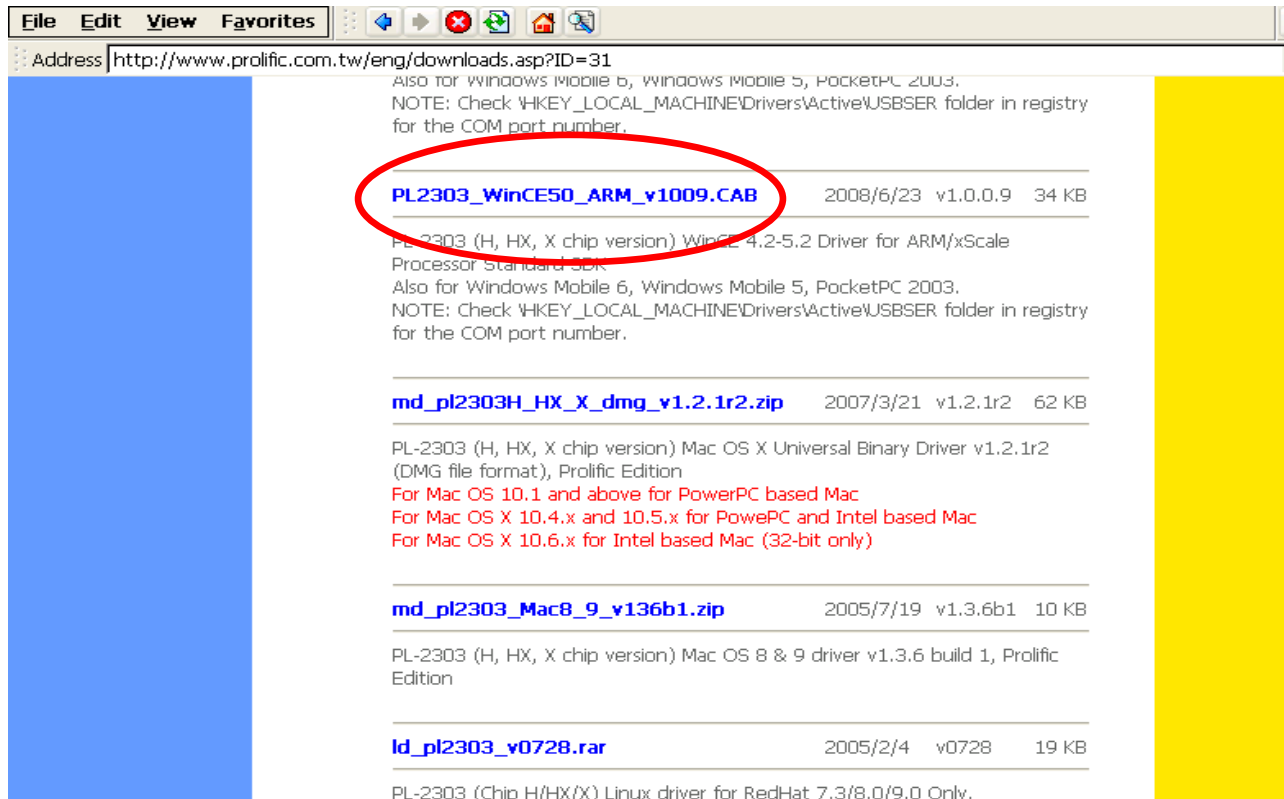 File Edit View Favorites
Address http://www.prolific.com.tw/eng/downloads.asp?ID=31
Also for Windows Mobile 6, Windows Mobile 5, PocketPC 2003.
NOTE: Check \HKEY_LOCAL_MACHINE\Drivers\Active\USBSER folder in registry
for the COM port number.
PL2303_WinCE50_ARM_v1009.CAB 2008/6/23 v1.0.0.9 34 KB
PL-2303 (H, HX, X chip version) WinCE 4.2-5.2 Driver for ARM/xScale
Processor Standard SDK
Also for Windows Mobile 6, Windows Mobile 5, PocketPC 2003.
NOTE: Check \HKEY_LOCAL_MACHINE\Drivers\Active\USBSER folder in registry
for the COM port number.
md_pl2303H_HX_X_dmg_v1.2.1r2.zip 2007/3/21 v1.2.1r2 62 KB
PL-2303 (H, HX, X chip version) Mac OS X Universal Binary Driver v1.2.1r2
(DMG file format), Prolific Edition
For Mac OS 10.1 and above for PowerPC based Mac
For Mac OS X 10.4.x and 10.5.x for PowePC and Intel based Mac
For Mac OS X 10.6.x for Intel based Mac (32-bit only)
md_pl2303_Mac8_9_v136b1.zip 2005/7/19 v1.3.6b1 10 KB
PL-2303 (H, HX, X chip version) Mac OS 8 & 9 driver v1.3.6 build 1, Prolific
Edition
ld_pl2303_v0728.rar 2005/2/4 v0728 19 KB
PL-2303 (Chip H/HX/X) Linux driver for RedHat 7.3/8.0/9.0 Only.